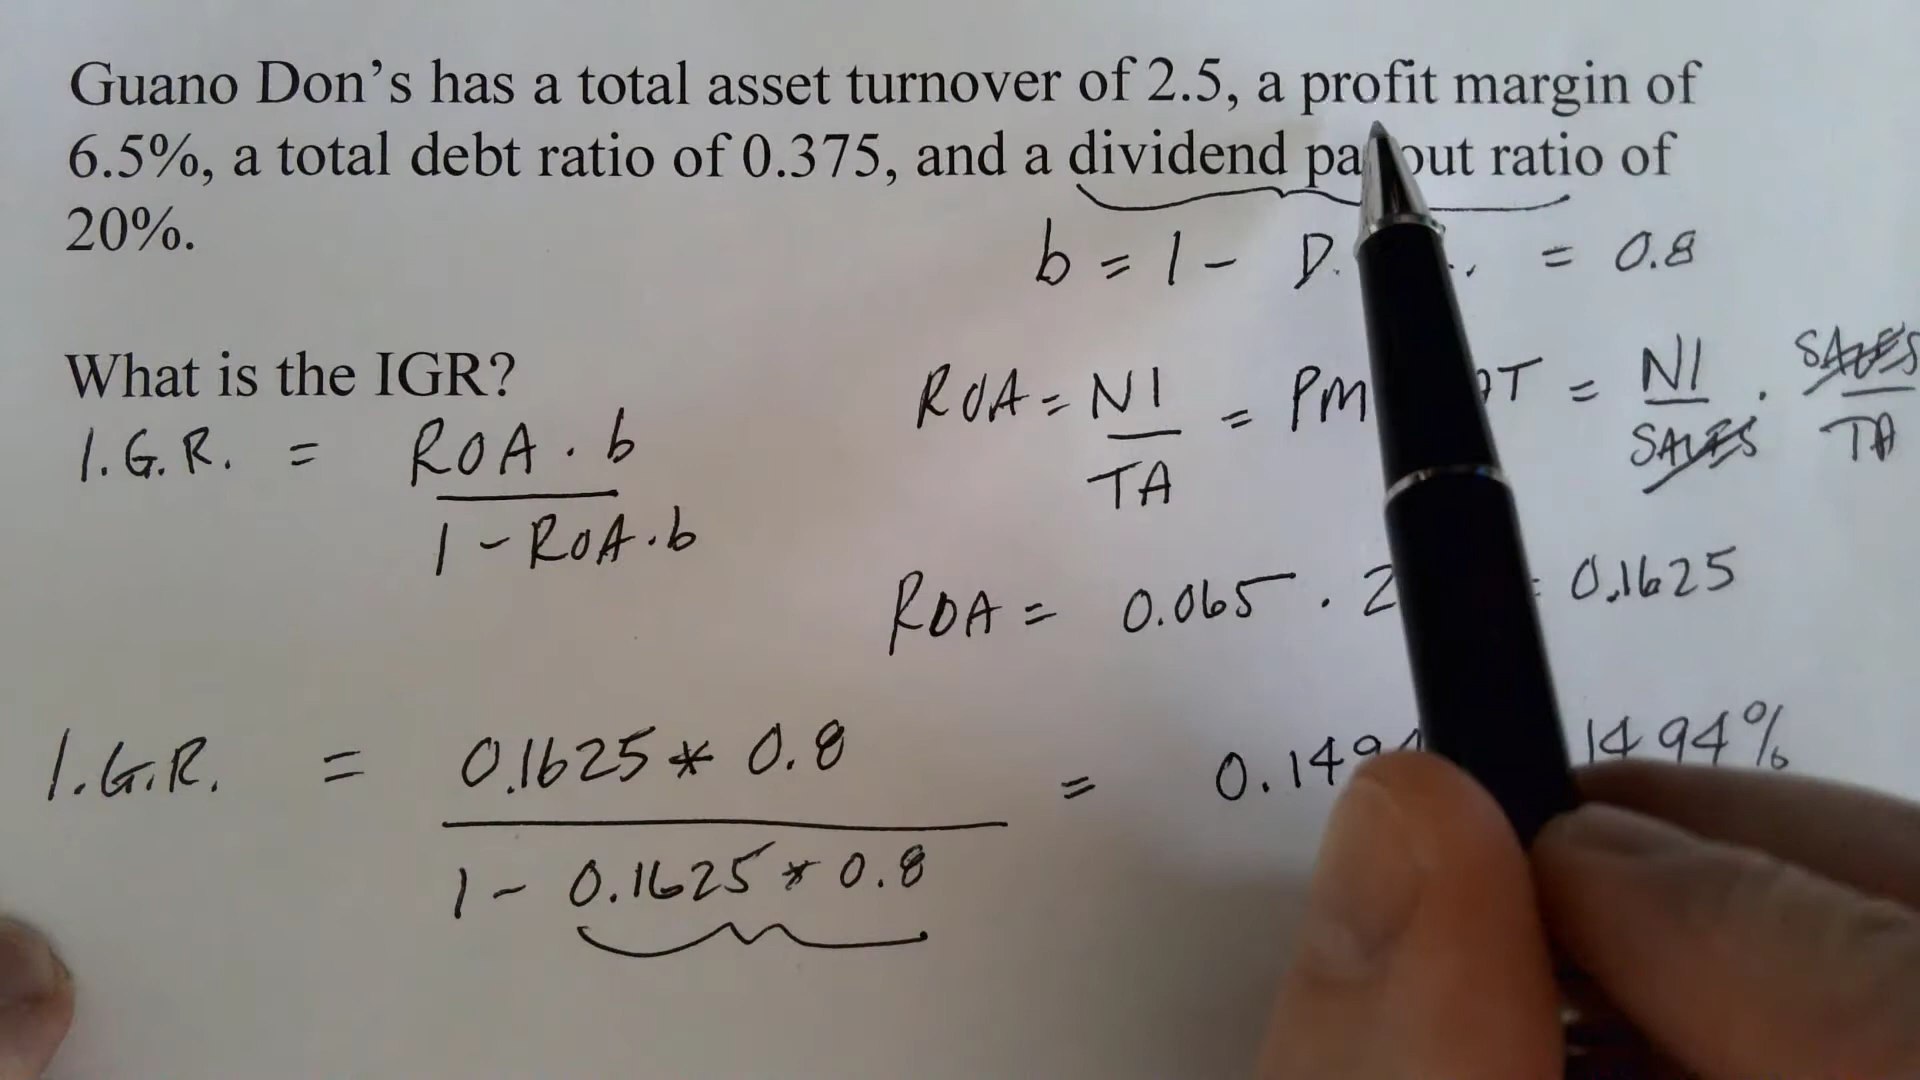 Guano Don's has a total asset turnover of 2.5, a profit margin of
6.5%, a total debt ratio of 0.375, and a dividend pa out ratio of
20%.
b = 1 - D. . = 0.8
What is the IGR?
ROA = NI / TA = PM T = NI / SALES · SALES / TA
I.G.R. = ROA · b / 1 - ROA · b
ROA = 0.065 · 2 = 0.1625
I.G.R. = 0.1625 * 0.8 / 1 - 0.1625 * 0.8 = 0.149 1494%